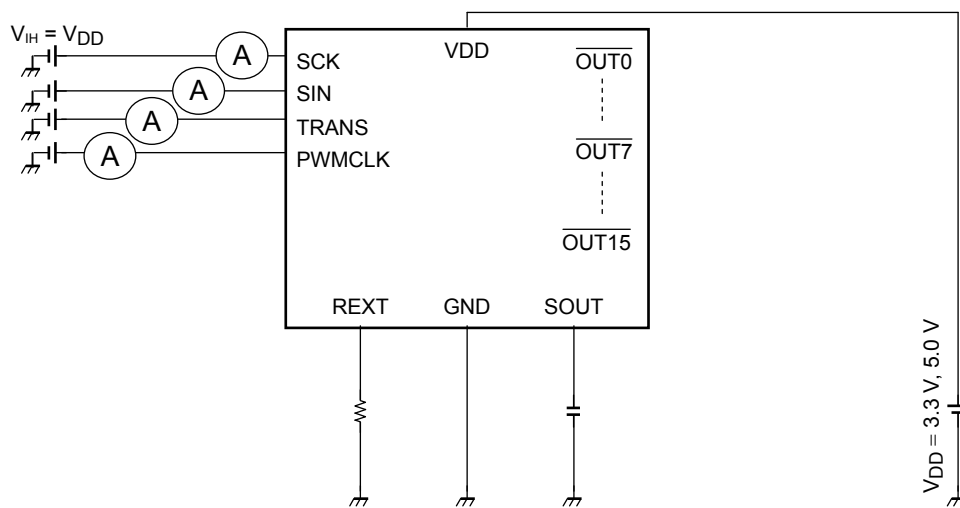 V_IH = V_DD
A
A
A
A
SCK
SIN
TRANS
PWMCLK
VDD
OUT0
OUT7
OUT15
REXT
GND
SOUT
V_DD = 3.3 V, 5.0 V